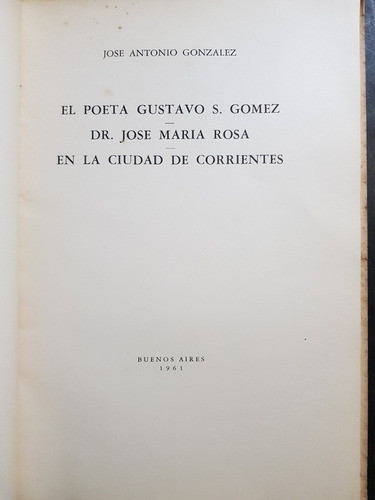 JOSE ANTONIO GONZALEZ
EL POETA GUSTAVO S. GOMEZ
DR. JOSE MARIA ROSA
EN LA CIUDAD DE CORRIENTES
BUENOS AIRES
1961